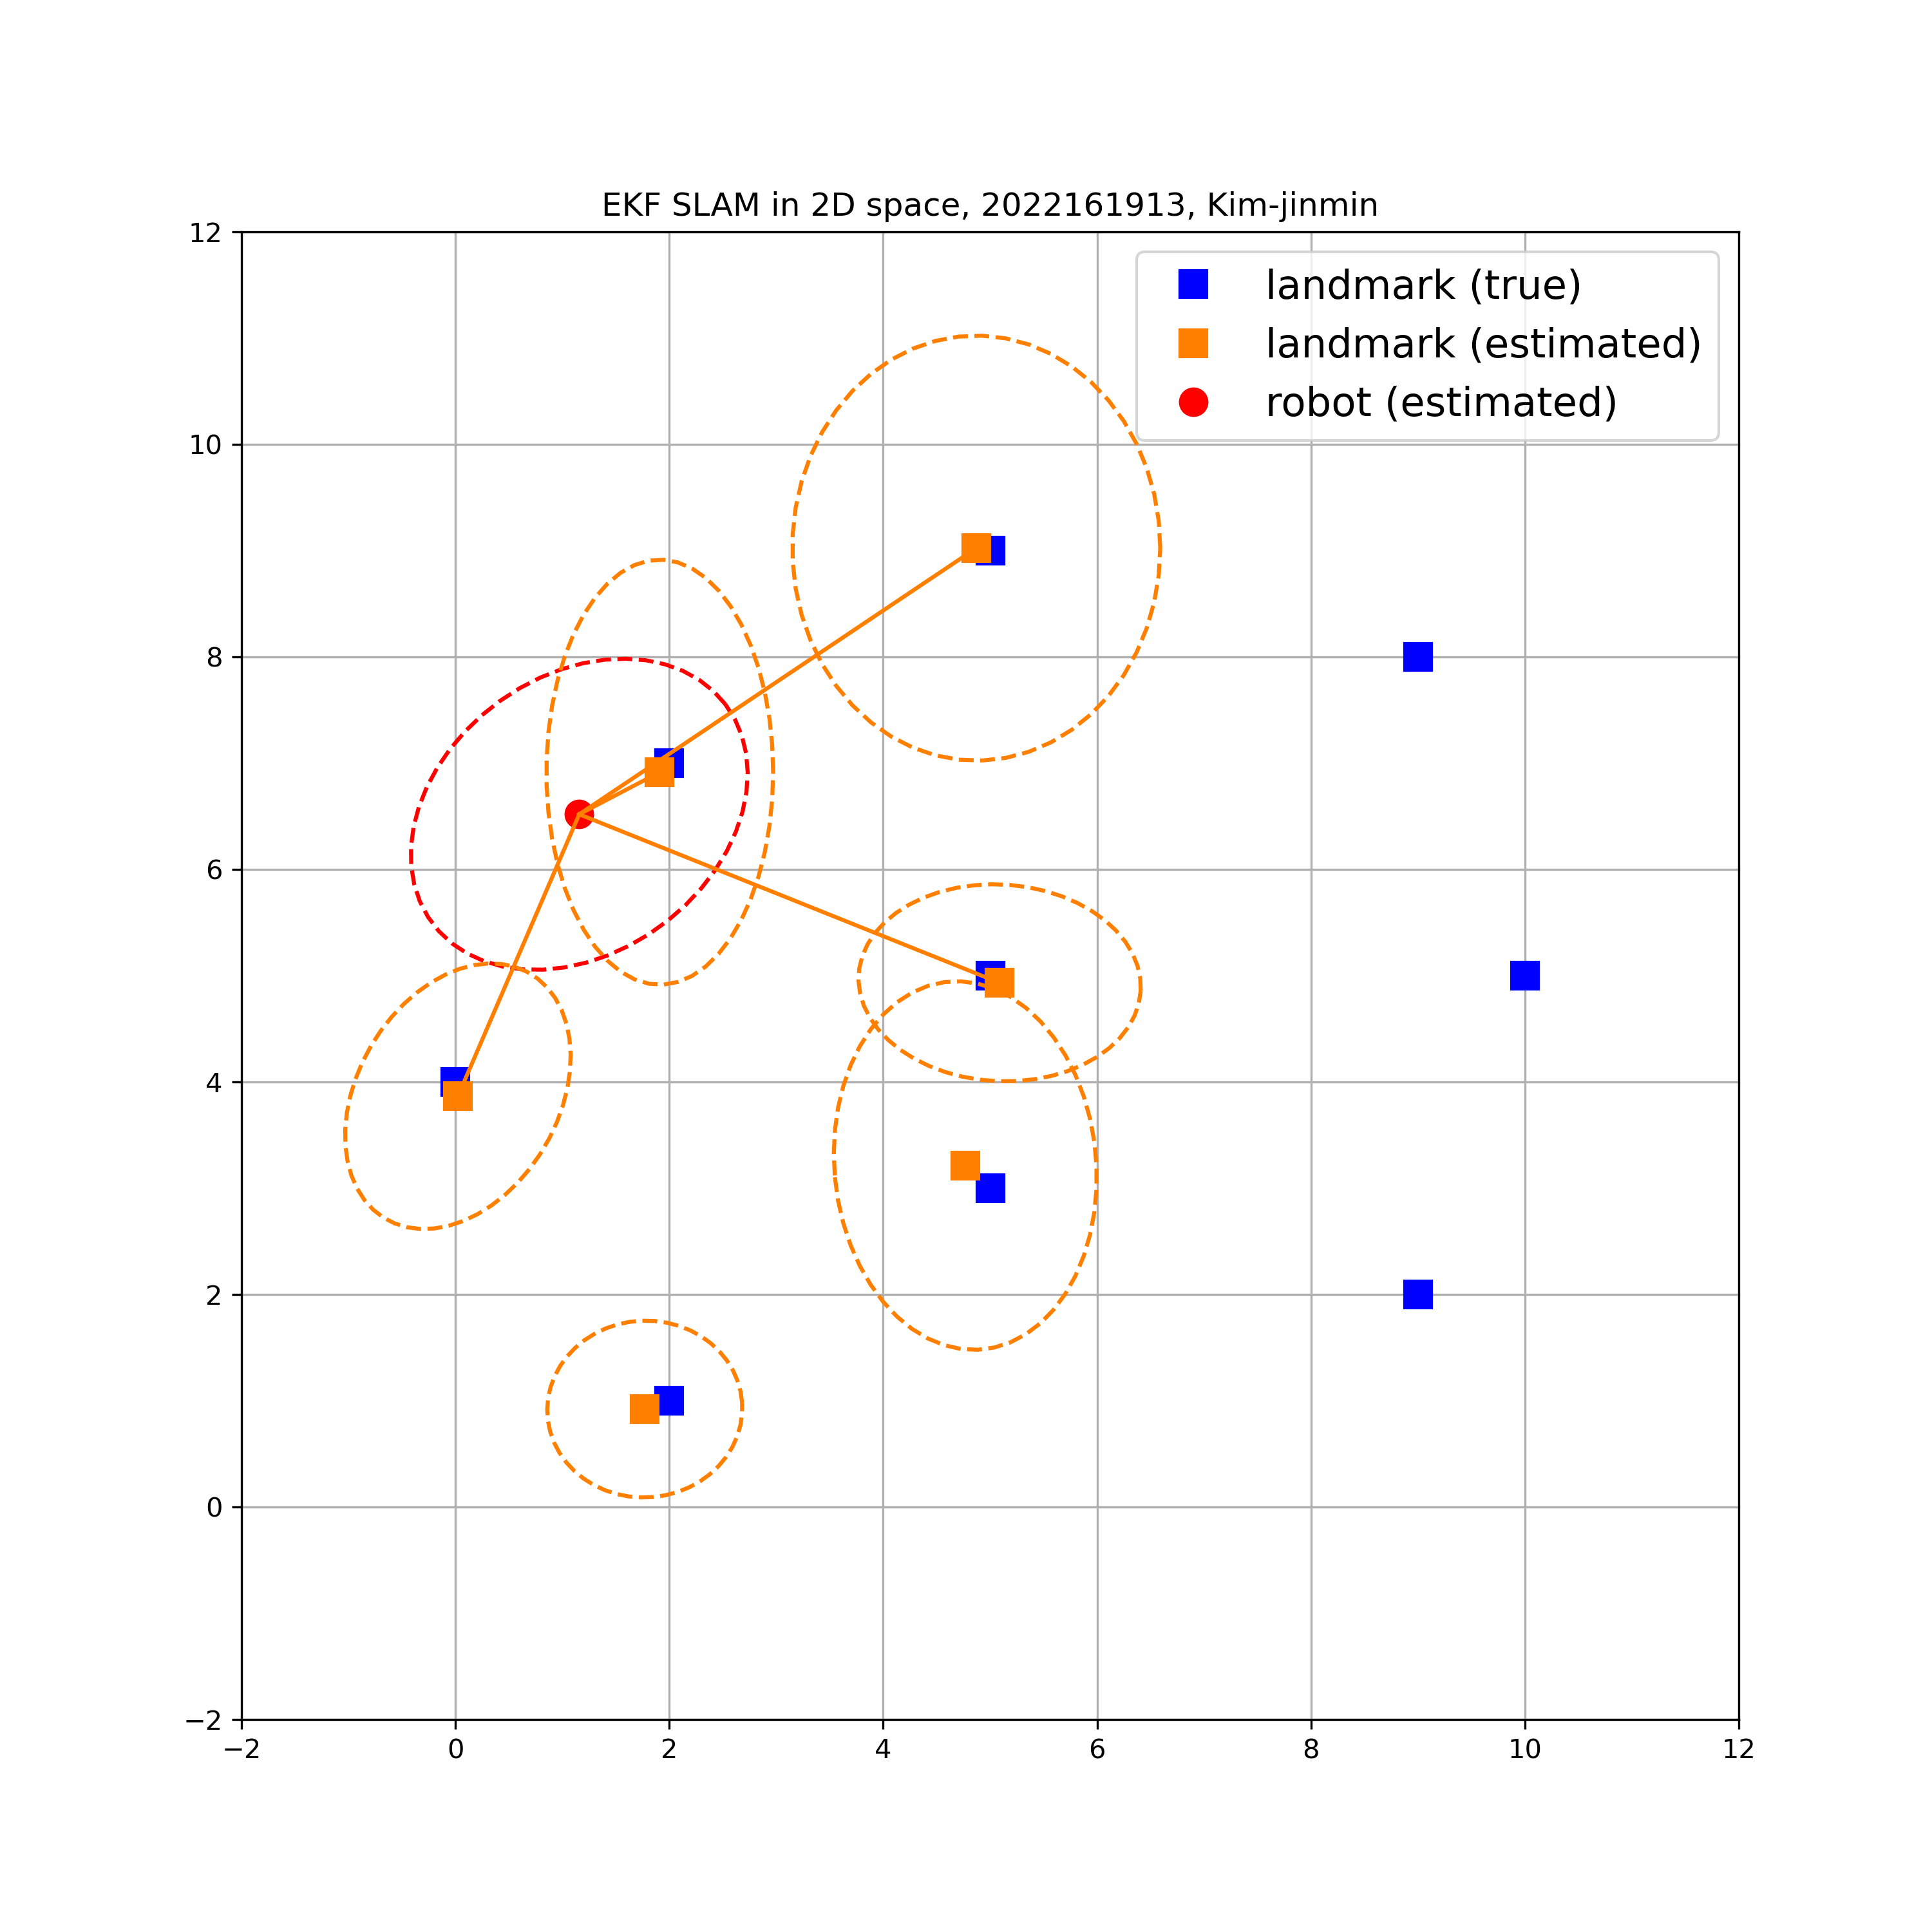 EKF SLAM in 2D space, 2022161913, Kim-jinmin
landmark (true)
landmark (estimated)
robot (estimated)
12
10
8
6
4
2
0
−2
−2 0 2 4 6 8 10 12